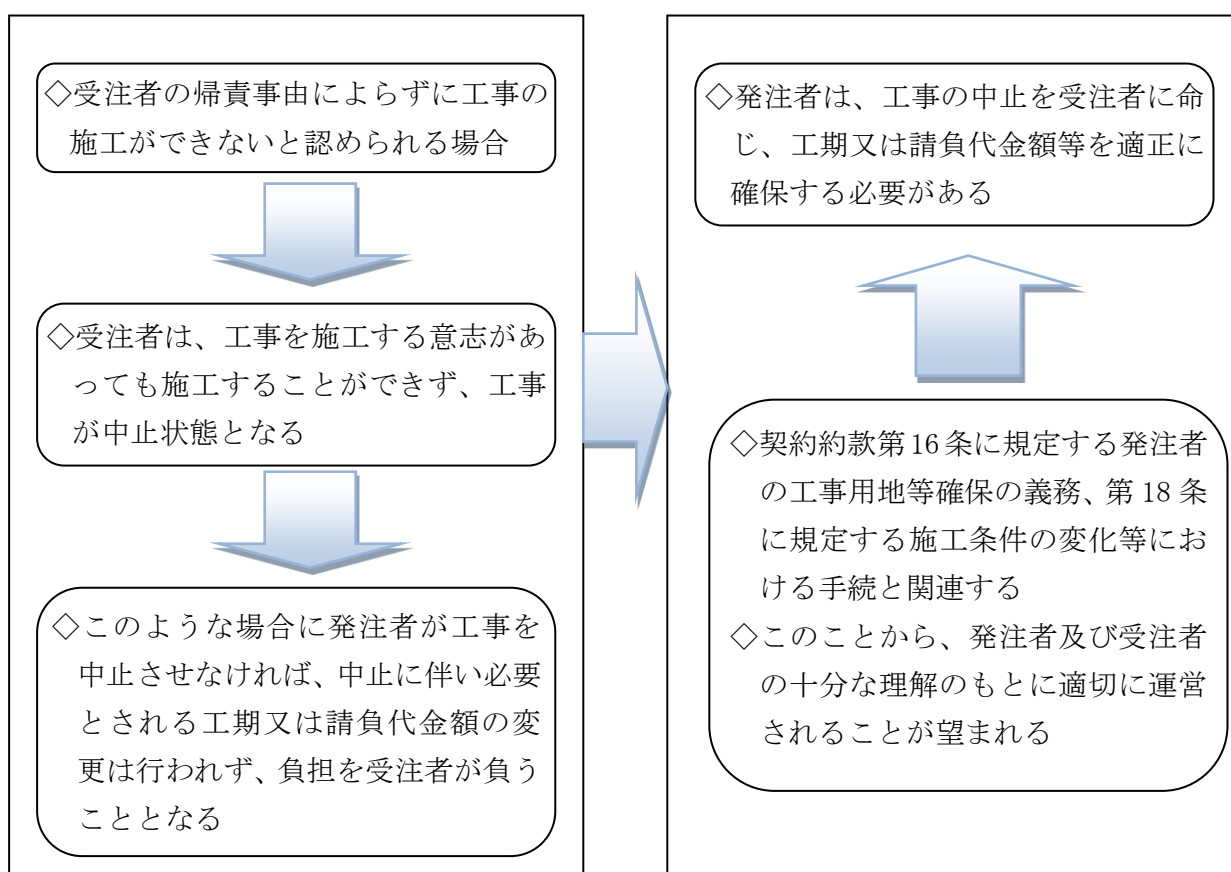 ◇受注者の帰責事由によらずに工事の
施工ができないと認められる場合
◇受注者は、工事を施工する意志があ
っても施工することができず、工事
が中止状態となる
◇このような場合に発注者が工事を
中止させなければ、中止に伴い必要
とされる工期又は請負代金額の変
更は行われず、負担を受注者が負う
こととなる
◇発注者は、工事の中止を受注者に命
じ、工期又は請負代金額等を適正に
確保する必要がある
◇契約約款第16条に規定する発注者
の工事用地等確保の義務、第18条
に規定する施工条件の変化等にお
ける手続と関連する
◇このことから、発注者及び受注者
の十分な理解のもとに適切に運営
されることが望まれる